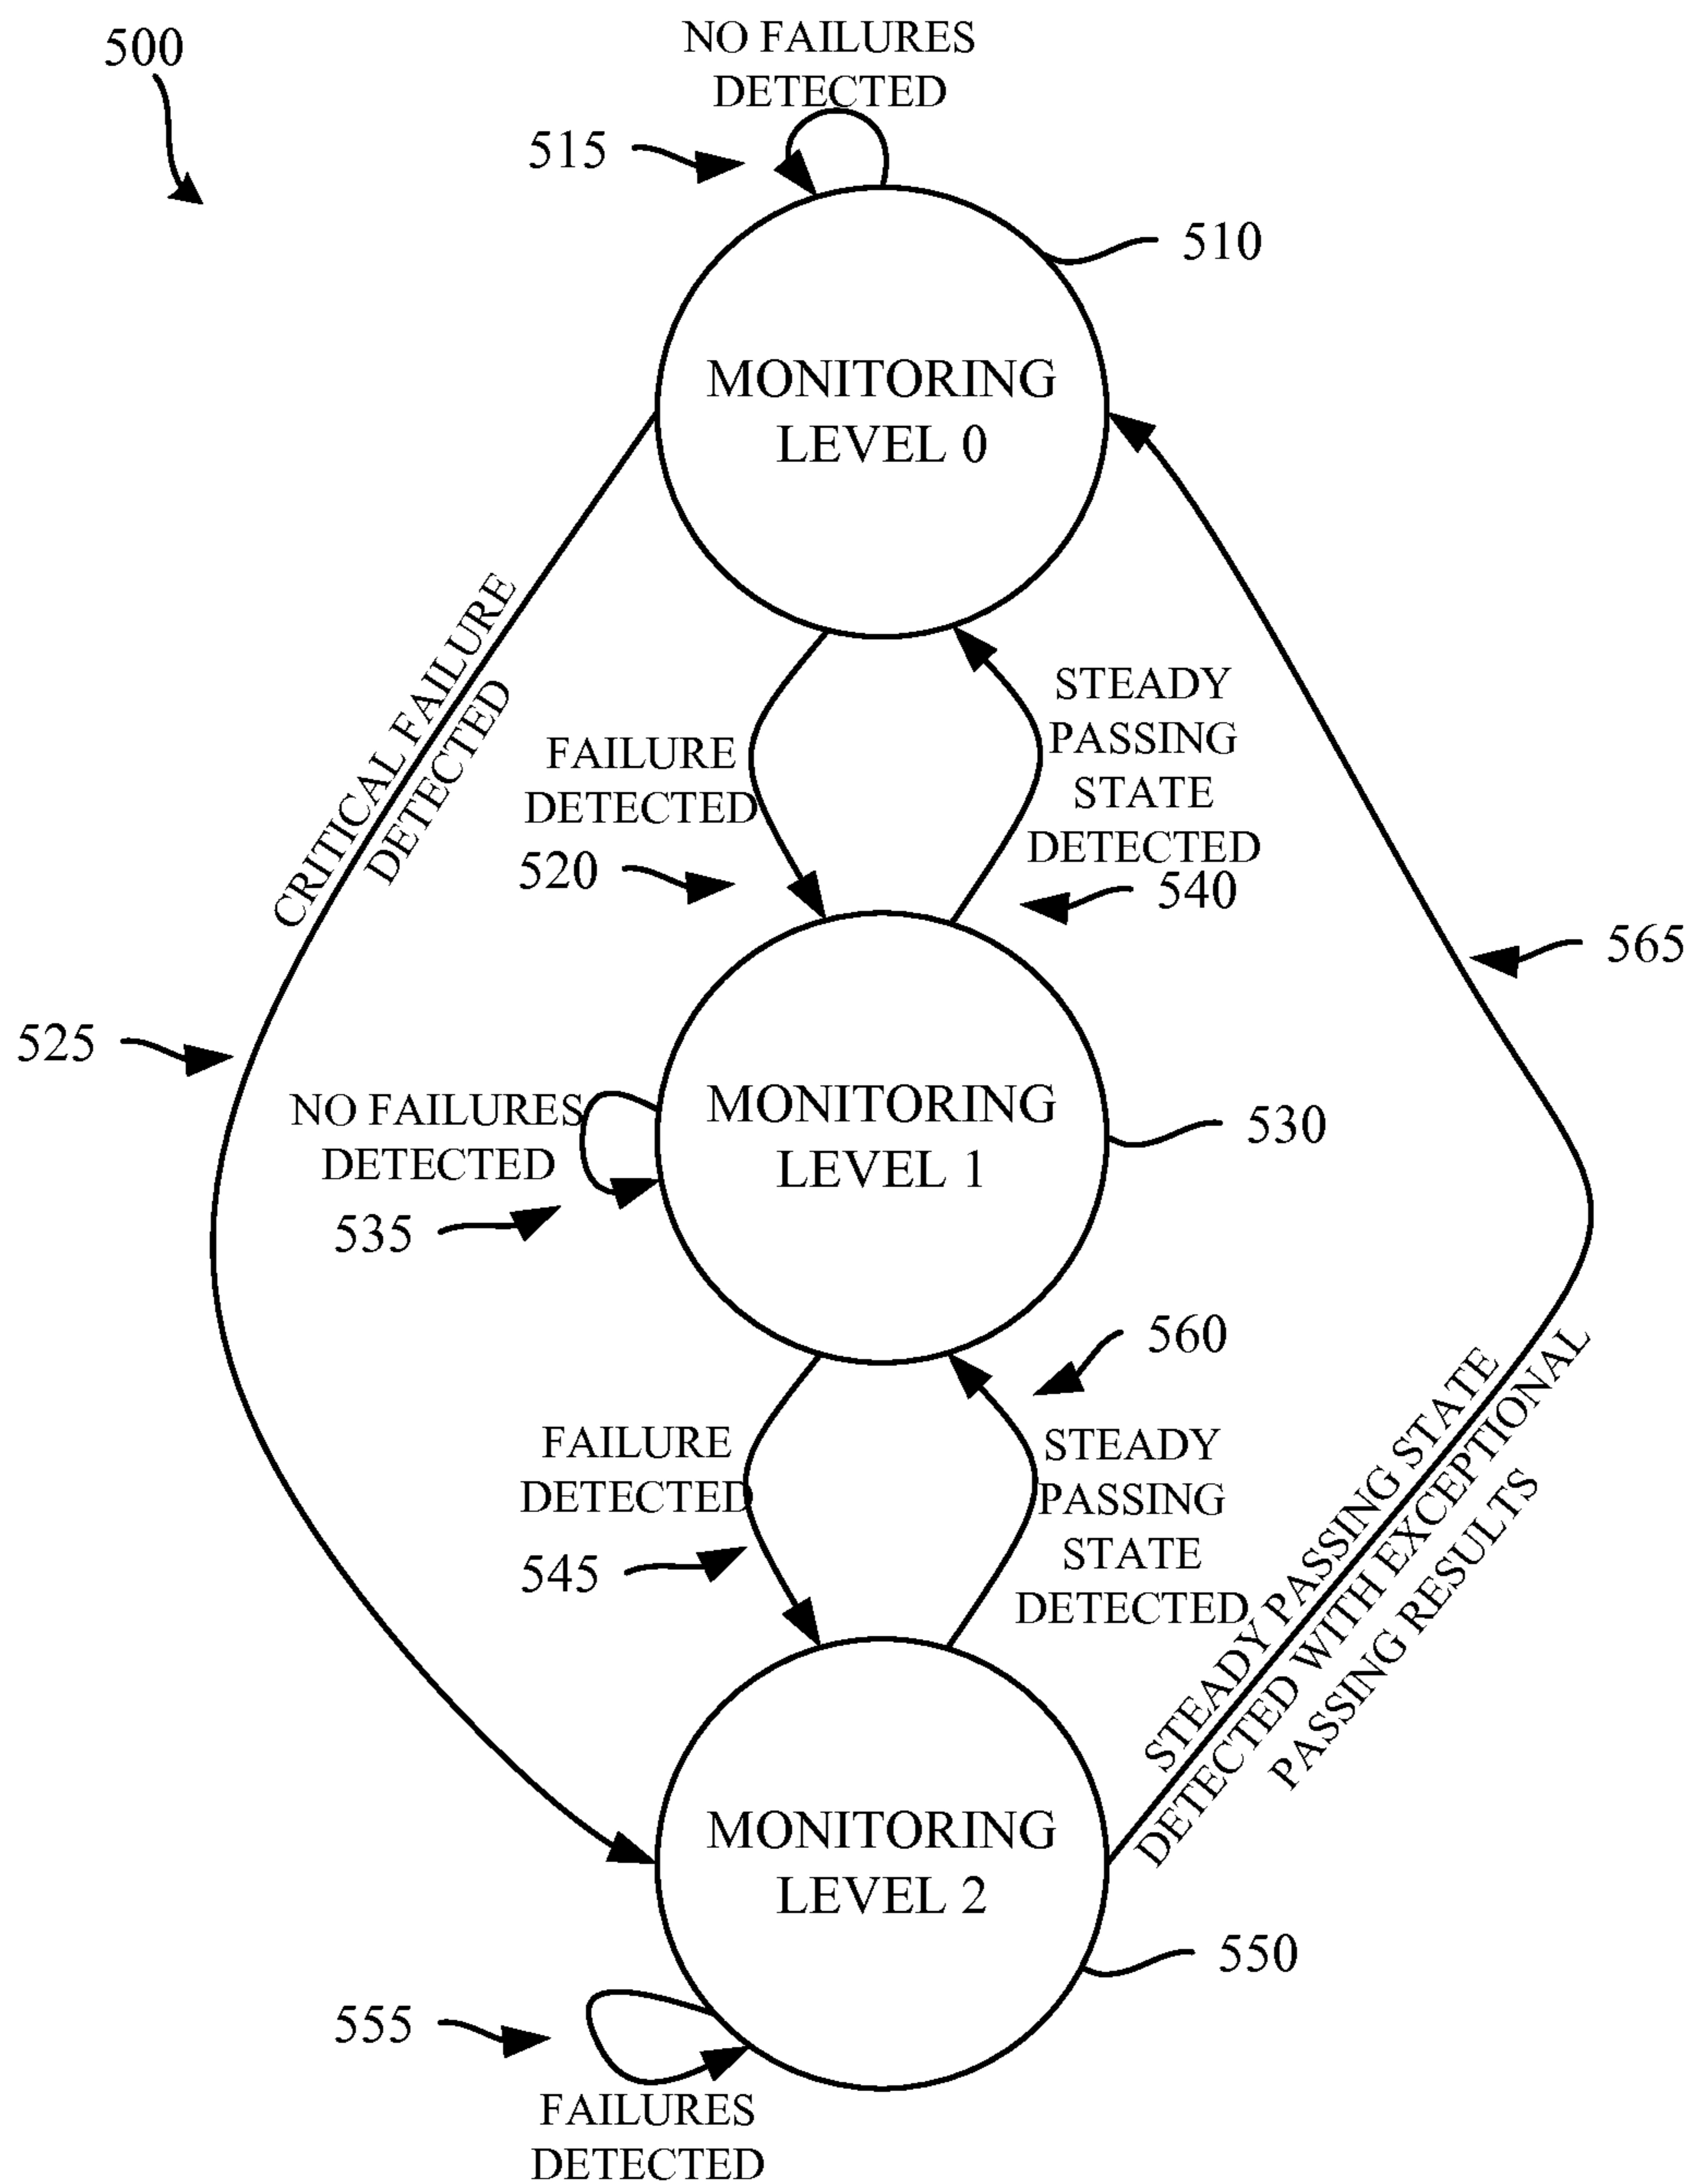 500
NO FAILURES
DETECTED
515
510
MONITORING
LEVEL 0
CRITICAL FAILURE
DETECTED
FAILURE
DETECTED
520
STEADY
PASSING
STATE
DETECTED
540
565
525
NO FAILURES
DETECTED
535
MONITORING
LEVEL 1
530
560
FAILURE
DETECTED
545
STEADY
PASSING
STATE
DETECTED
STEADY PASSING STATE
DETECTED WITH EXCEPTIONAL
PASSING RESULTS
MONITORING
LEVEL 2
550
555
FAILURES
DETECTED